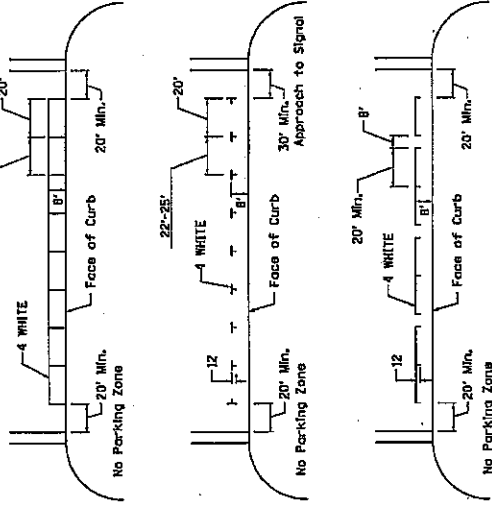 20'
8'
4 WHITE
Face of Curb
20' Min.
20' Min.
No Parking Zone
22'-25'
20'
8'
4 WHITE
12
Face of Curb
30' Min.
Approach to Signal
20' Min.
No Parking Zone
8'
20' Min.
8'
4 WHITE
12
Face of Curb
20' Min.
20' Min.
No Parking Zone